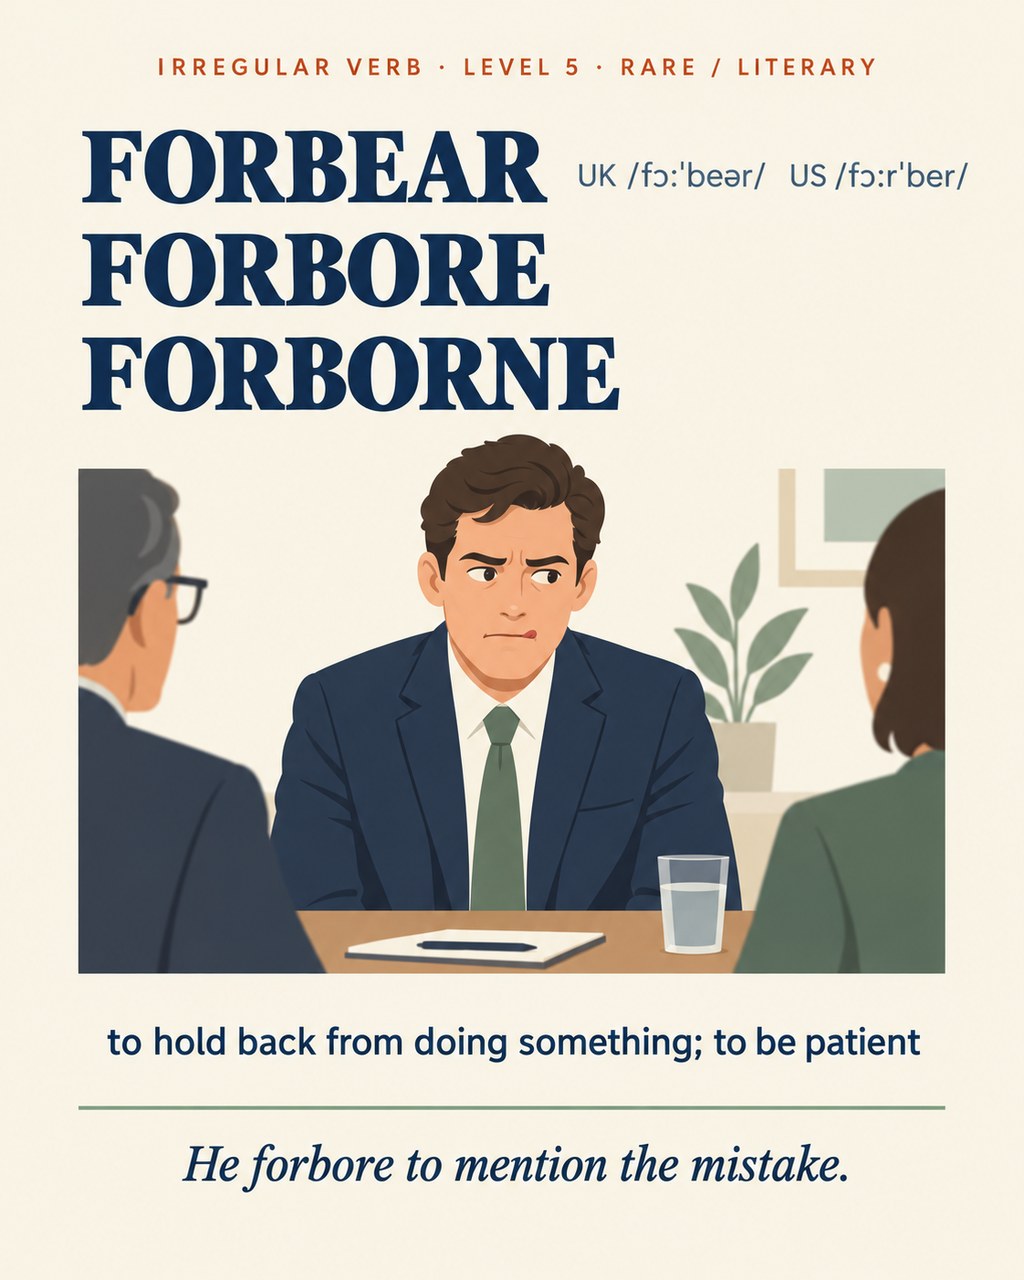 IRREGULAR VERB · LEVEL 5 · RARE / LITERARY
FORBEAR UK /fɔːˈbeər/ US /fɔːrˈber/
FORBORE
FORBORNE
to hold back from doing something; to be patient
He forbore to mention the mistake.